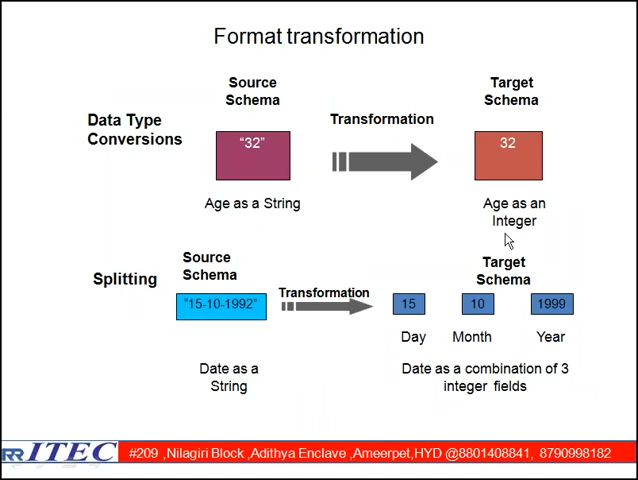 Format transformation
Source
Schema
Target
Schema
Data Type
Conversions
"32"
Transformation
32
Age as a String
Age as an
Integer
Splitting
Source
Schema
Transformation
Target
Schema
"15-10-1992"
15
10
1999
Day
Month
Year
Date as a
String
Date as a combination of 3
integer fields
RR ITEC
#209 ,Nilagiri Block ,Adithya Enclave ,Ameerpet,HYD @8801408841, 8790998182